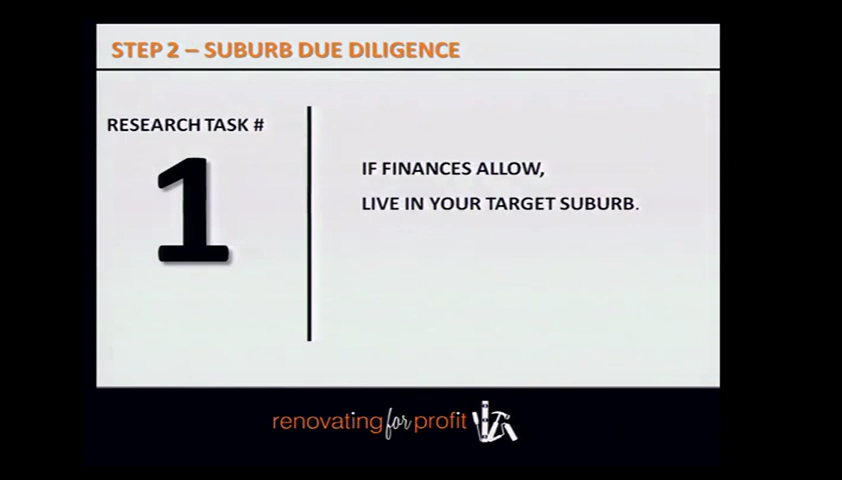 STEP 2 – SUBURB DUE DILIGENCE
RESEARCH TASK #
1
IF FINANCES ALLOW,
LIVE IN YOUR TARGET SUBURB.
renovating for profit